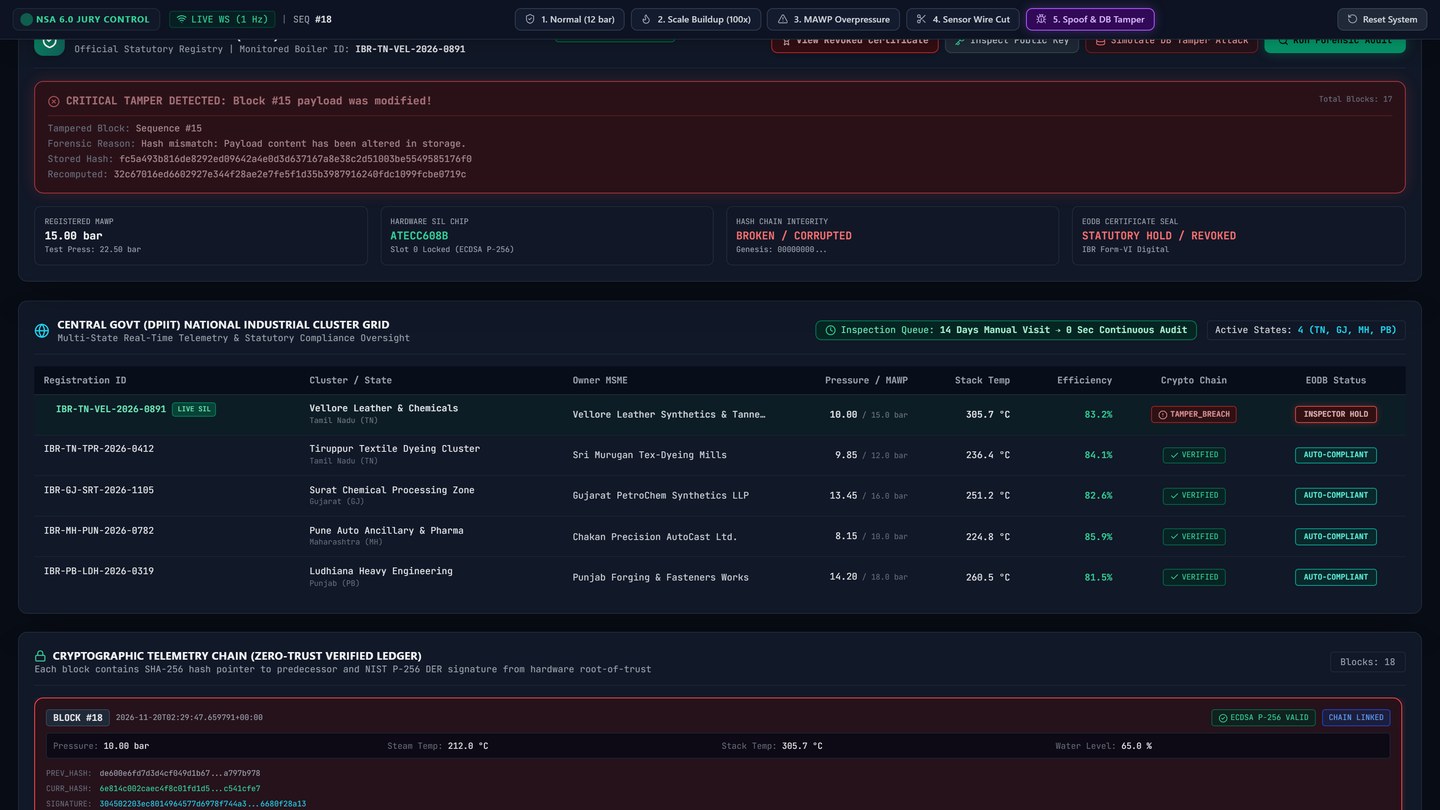 NSA 6.0 JURY CONTROL
LIVE WS (1 Hz)
| SEQ #18
1. Normal (12 bar)
2. Scale Buildup (100x)
3. MAWP Overpressure
4. Sensor Wire Cut
5. Spoof & DB Tamper
Reset System
Official Statutory Registry | Monitored Boiler ID: IBR-TN-VEL-2026-0891
View Revoked Certificate
Inspect Public Key
Simulate DB Tamper Attack
Run Forensic Audit
CRITICAL TAMPER DETECTED: Block #15 payload was modified!
Total Blocks: 17
Tampered Block: Sequence #15
Forensic Reason: Hash mismatch: Payload content has been altered in storage.
Stored Hash: fc5a493b816de8292ed09642a4e0d3d637167a8e38c2d51003be5549585176f0
Recomputed: 32c67016ed6602927e344f28ae2e7fe5f1d35b3987916240fdc1099fcbe0719c
REGISTERED MAWP
15.00 bar
Test Press: 22.50 bar
HARDWARE SIL CHIP
ATECC608B
Slot 0 Locked (ECDSA P-256)
HASH CHAIN INTEGRITY
BROKEN / CORRUPTED
Genesis: 00000000...
EODB CERTIFICATE SEAL
STATUTORY HOLD / REVOKED
IBR Form-VI Digital
CENTRAL GOVT (DPIIT) NATIONAL INDUSTRIAL CLUSTER GRID
Multi-State Real-Time Telemetry & Statutory Compliance Oversight
Inspection Queue: 14 Days Manual Visit → 0 Sec Continuous Audit
Active States: 4 (TN, GJ, MH, PB)
Registration ID Cluster / State Owner MSME Pressure / MAWP Stack Temp Efficiency Crypto Chain EODB Status
IBR-TN-VEL-2026-0891 LIVE SIL Vellore Leather & Chemicals Vellore Leather Synthetics & Tanne… 10.00 / 15.0 bar 305.7 °C 83.2% TAMPER_BREACH INSPECTOR HOLD
Tamil Nadu (TN)
IBR-TN-TPR-2026-0412 Tiruppur Textile Dyeing Cluster Sri Murugan Tex-Dyeing Mills 9.85 / 12.0 bar 236.4 °C 84.1% VERIFIED AUTO-COMPLIANT
Tamil Nadu (TN)
IBR-GJ-SRT-2026-1105 Surat Chemical Processing Zone Gujarat PetroChem Synthetics LLP 13.45 / 16.0 bar 251.2 °C 82.6% VERIFIED AUTO-COMPLIANT
Gujarat (GJ)
IBR-MH-PUN-2026-0782 Pune Auto Ancillary & Pharma Chakan Precision AutoCast Ltd. 8.15 / 10.0 bar 224.8 °C 85.9% VERIFIED AUTO-COMPLIANT
Maharashtra (MH)
IBR-PB-LDH-2026-0319 Ludhiana Heavy Engineering Punjab Forging & Fasteners Works 14.20 / 18.0 bar 260.5 °C 81.5% VERIFIED AUTO-COMPLIANT
Punjab (PB)
CRYPTOGRAPHIC TELEMETRY CHAIN (ZERO-TRUST VERIFIED LEDGER)
Each block contains SHA-256 hash pointer to predecessor and NIST P-256 DER signature from hardware root-of-trust
Blocks: 18
BLOCK #18 2026-11-20T02:29:47.659791+00:00
ECDSA P-256 VALID
CHAIN LINKED
Pressure: 10.00 bar Steam Temp: 212.0 °C Stack Temp: 305.7 °C Water Level: 65.0 %
PREV_HASH: de600e6fd7d3d4cf049d1b67...a797b978
CURR_HASH: 6e814c002caec4f8c01fd1d5...c541cfe7
SIGNATURE: 304502203ec8014964577d6978f744a3...6680f28a13